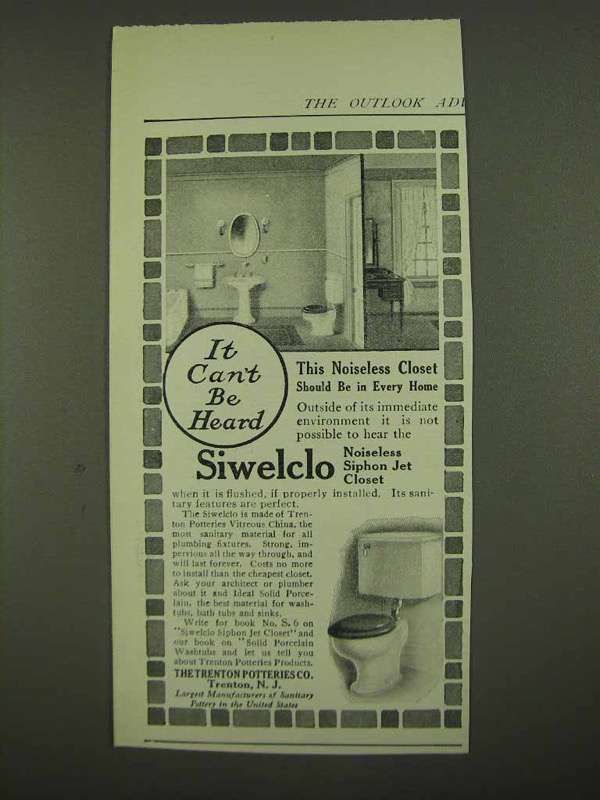 THE OUTLOOK ADV
It
Can't
Be
Heard
This Noiseless Closet
Should Be in Every Home
Outside of its immediate
environment it is not
possible to hear the
Siwelclo Noiseless
Siphon Jet
Closet
when it is flushed, if properly installed. Its sani-
tary features are perfect.
The Siwelclo is made of Tren-
ton Potteries Vitreous China, the
most sanitary material for all
plumbing fixtures. Strong, im-
pervious all the way through, and
will last forever. Costs no more
to install than the cheapest closet.
Ask your architect or plumber
about it and Ideal Solid Porce-
lain, the best material for wash-
tubs, bath tubs and sinks.
Write for book No. S. 6 on
"Siwelclo Siphon Jet Closet" and
our book on "Solid Porcelain
Washtubs and let us tell you
about Trenton Potteries Products.
THE TRENTON POTTERIES CO.
Trenton, N. J.
Largest Manufacturers of Sanitary
Pottery in the United States